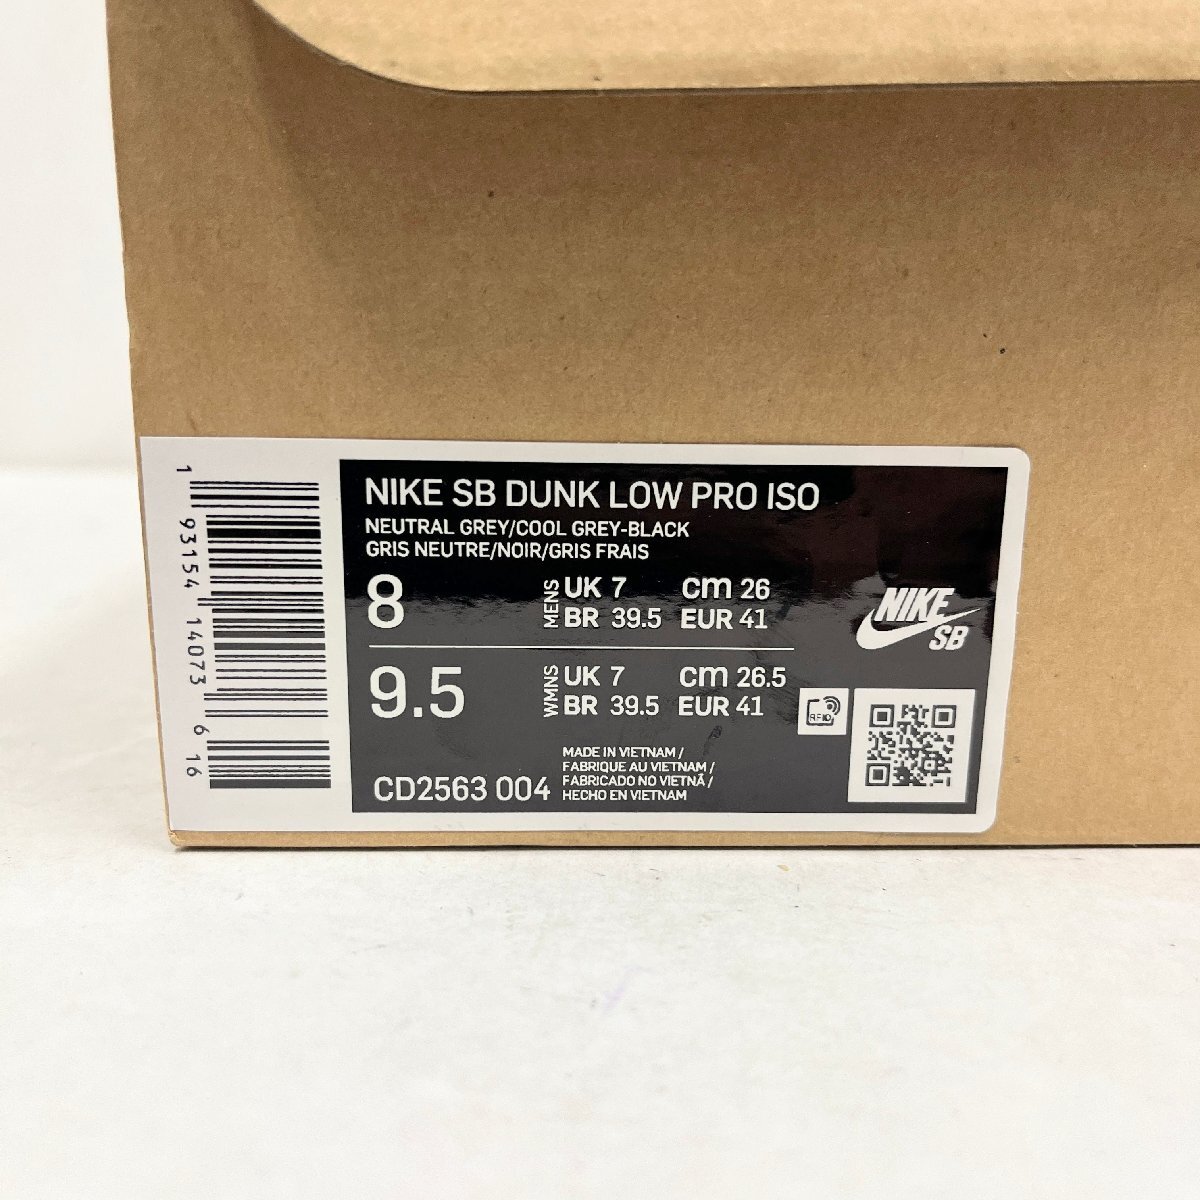 NIKE SB DUNK LOW PRO ISO
NEUTRAL GREY/COOL GREY-BLACK
GRIS NEUTRE/NOIR/GRIS FRAIS
8 MENS UK 7 cm 26
BR 39.5 EUR 41
9.5 WMNS UK 7 cm 26.5
BR 39.5 EUR 41
CD2563 004
MADE IN VIETNAM /
FABRIQUE AU VIETNAM /
FABRICADO NO VIETNÃ /
HECHO EN VIETNAM
NIKE
SB
RFID
1 93154 14073 6 16